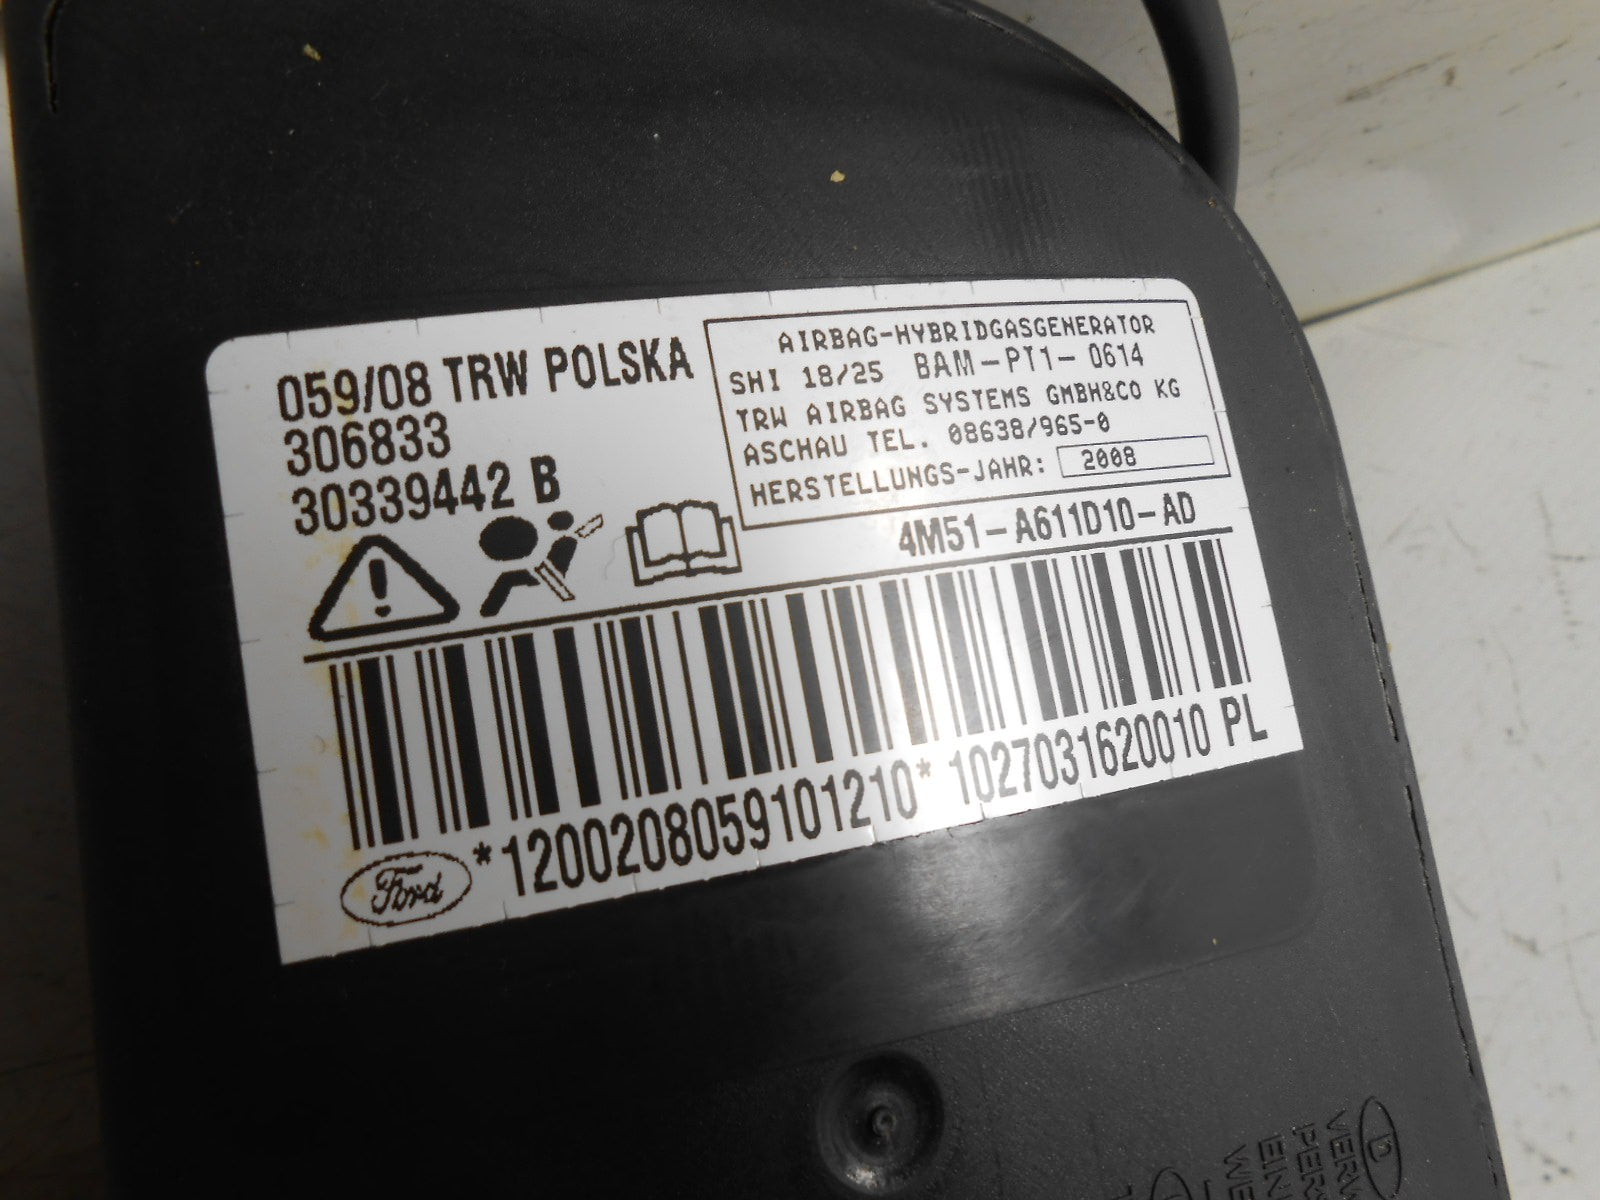 059/08 TRW POLSKA
306833
30339442 B
AIRBAG-HYBRIDGASGENERATOR
SHI 18/25 BAM-PT1-0614
TRW AIRBAG SYSTEMS GMBH&CO KG
ASCHAU TEL. 08638/965-0
HERSTELLUNGS-JAHR: 2008
4M51-A611D10-AD
*1200208059101210* 1027031620010 PL
Ford